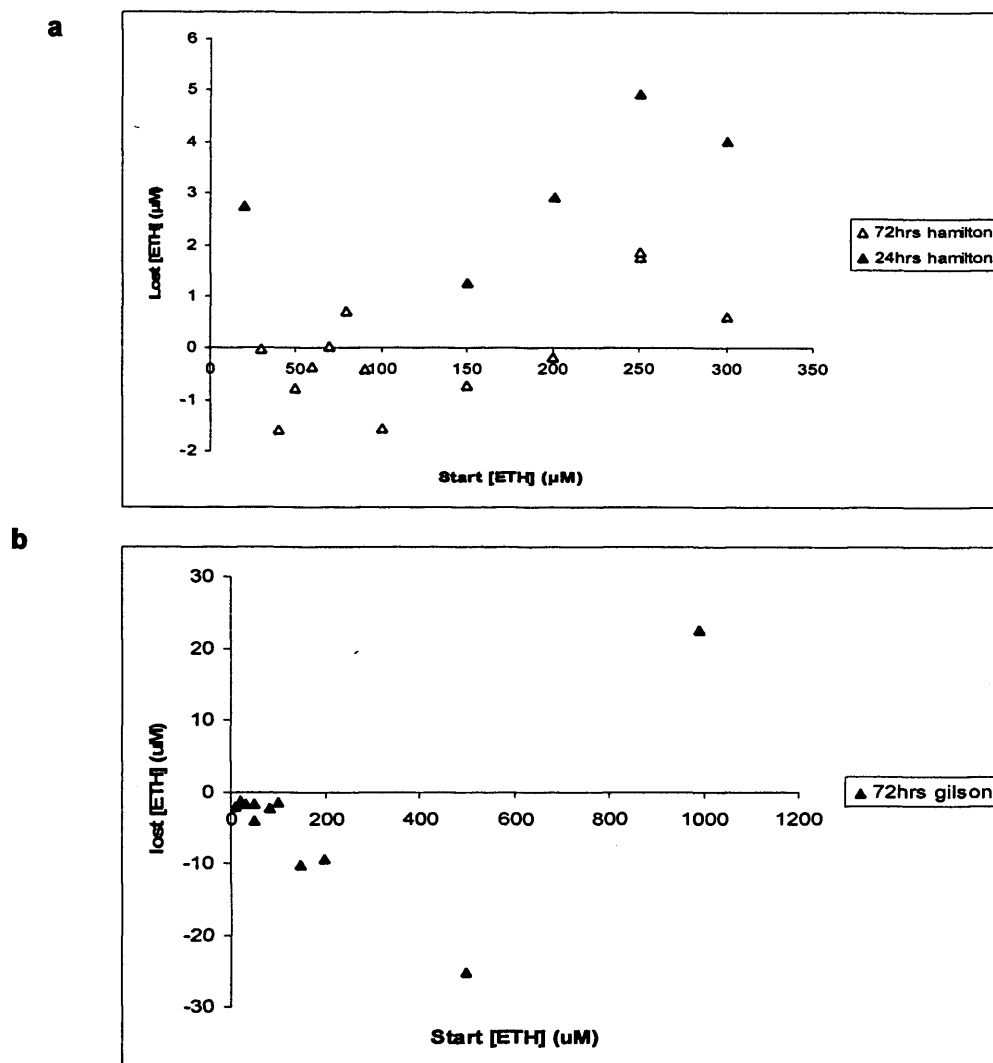 a
6
5
4
3
2
1
0
-1
-2
Lost [ETH] (µM)
0 50 100 150 200 250 300 350
Start [ETH] (µM)
72hrs hamilton
24hrs hamilton
b
30
20
10
0
-10
-20
-30
lost [ETH] (uM)
0 200 400 600 800 1000 1200
Start [ETH] (uM)
72hrs gilson